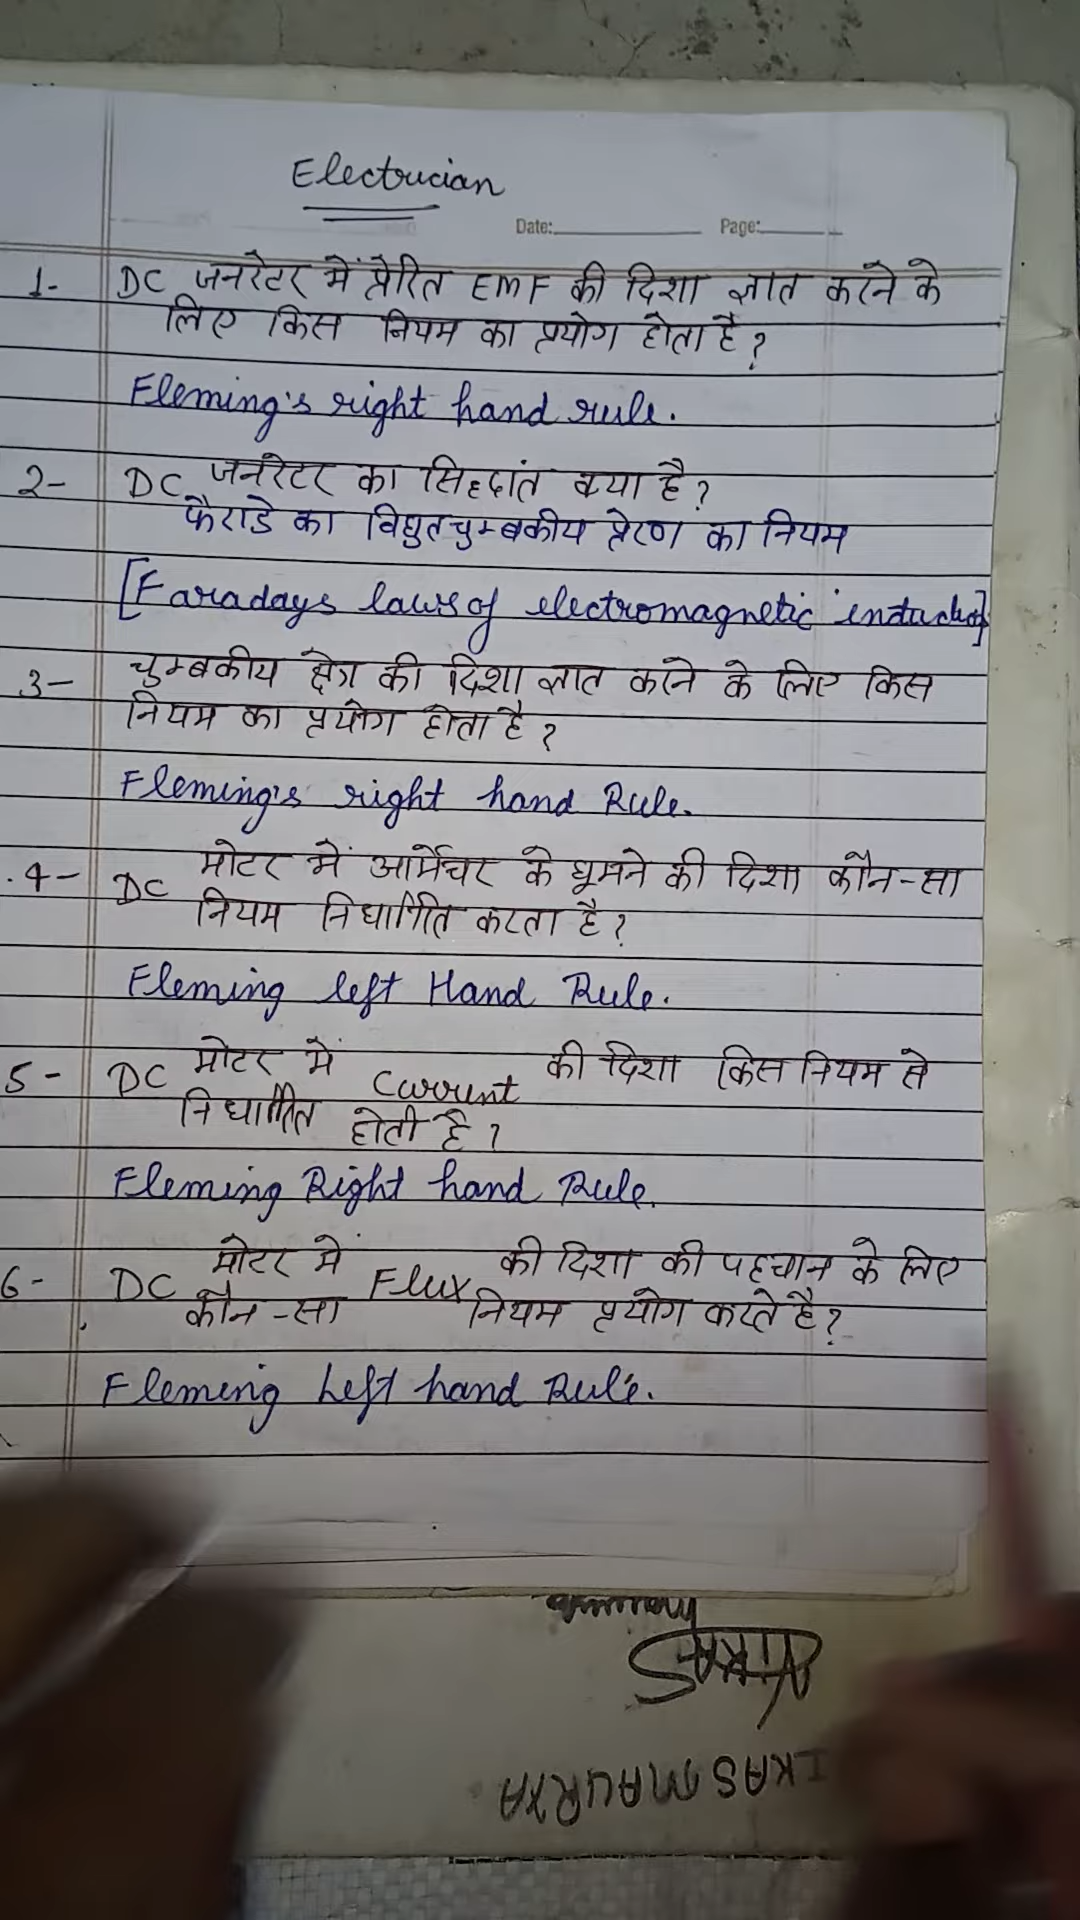 Electrician
Date: Page:
1- DC जनरेटर में प्रेरित EMF की दिशा ज्ञात करने के
लिए किस नियम का प्रयोग होता है?
Fleming's right hand rule.
2- DC जनरेटर का सिद्दांत क्या है?
फैराडे का विद्युतचुम्बकीय प्रेरण का नियम
[Faradays laws of electromagnetic induction]
3- चुम्बकीय क्षेत्र की दिशा ज्ञात करने के लिए किस
नियम का प्रयोग होता है?
Fleming's right hand Rule.
4- DC मोटर में आर्मेचर के घूमने की दिशा कौन-सा
नियम निर्धारित करता है?
Fleming left Hand Rule.
5- DC मोटर में Current की दिशा किस नियम से
निर्धारित होती है?
Fleming Right hand Rule.
6- DC मोटर में Flux की दिशा की पहचान के लिए
कौन-सा नियम प्रयोग करते है?
Fleming Left hand Rule.
IKAS MAURYA